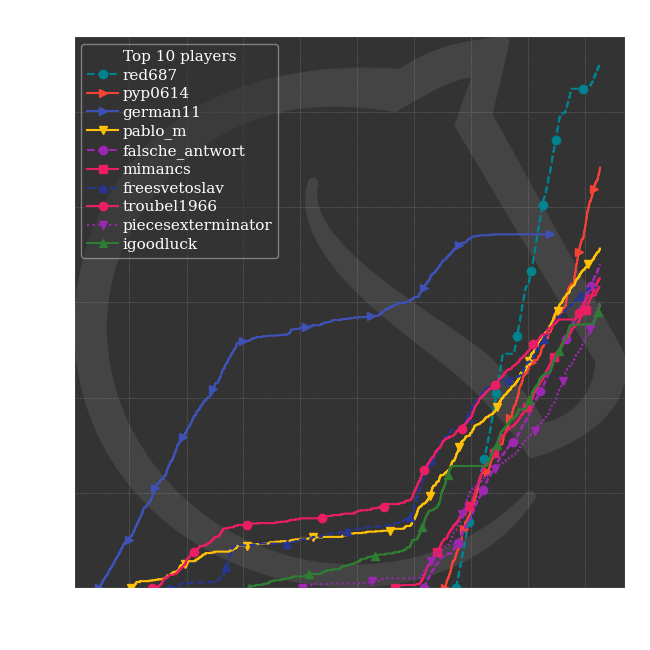 Top 10 players
red687
pyp0614
german11
pablo_m
falsche_antwort
mimancs
freesvetoslav
troubel1966
piecesexterminator
igoodluck